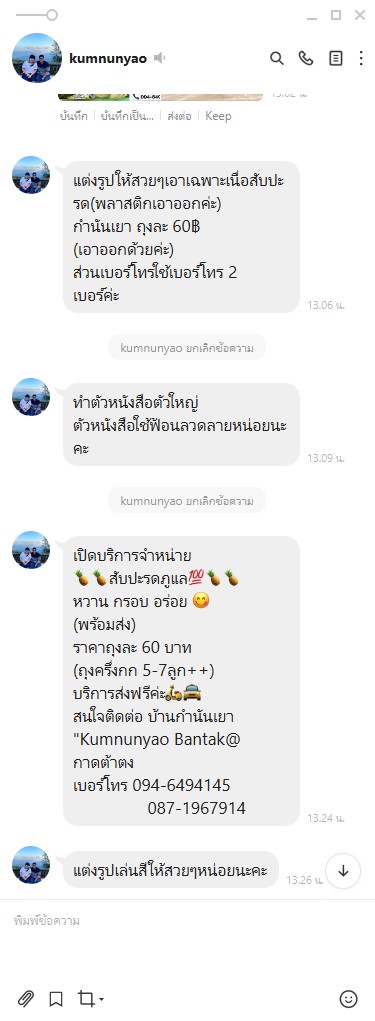 kumnunyao
094-640
13.02 น.
บันทึก | บันทึกเป็น... | ส่งต่อ | Keep
แต่งรูปให้สวยๆเอาเฉพาะเนื้อสับปะ
รด(พลาสติกเอาออกค่ะ)
กำนันเยา ถุงละ 60฿
(เอาออกด้วยค่ะ)
ส่วนเบอร์โทรใช้เบอร์โทร 2
เบอร์ค่ะ
13.06 น.
kumnunyao ยกเลิกข้อความ
ทำตัวหนังสือตัวใหญ่
ตัวหนังสือใช้ฟ้อนลวดลายหน่อยนะ
คะ
13.09 น.
kumnunyao ยกเลิกข้อความ
เปิดบริการจำหน่าย
🍍🍍สับปะรดภูแล💯🍍🍍
หวาน กรอบ อร่อย 😋
(พร้อมส่ง)
ราคาถุงละ 60 บาท
(ถุงครึ่งกก 5-7ลูก++)
บริการส่งฟรีค่ะ🛵🚖
สนใจติดต่อ บ้านกำนันเยา
"Kumnunyao Bantak@
กาดต้าตง
เบอร์โทร 094-6494145
087-1967914
13.24 น.
แต่งรูปเล่นสีให้สวยๆหน่อยนะคะ
13.26 น.
พิมพ์ข้อความ